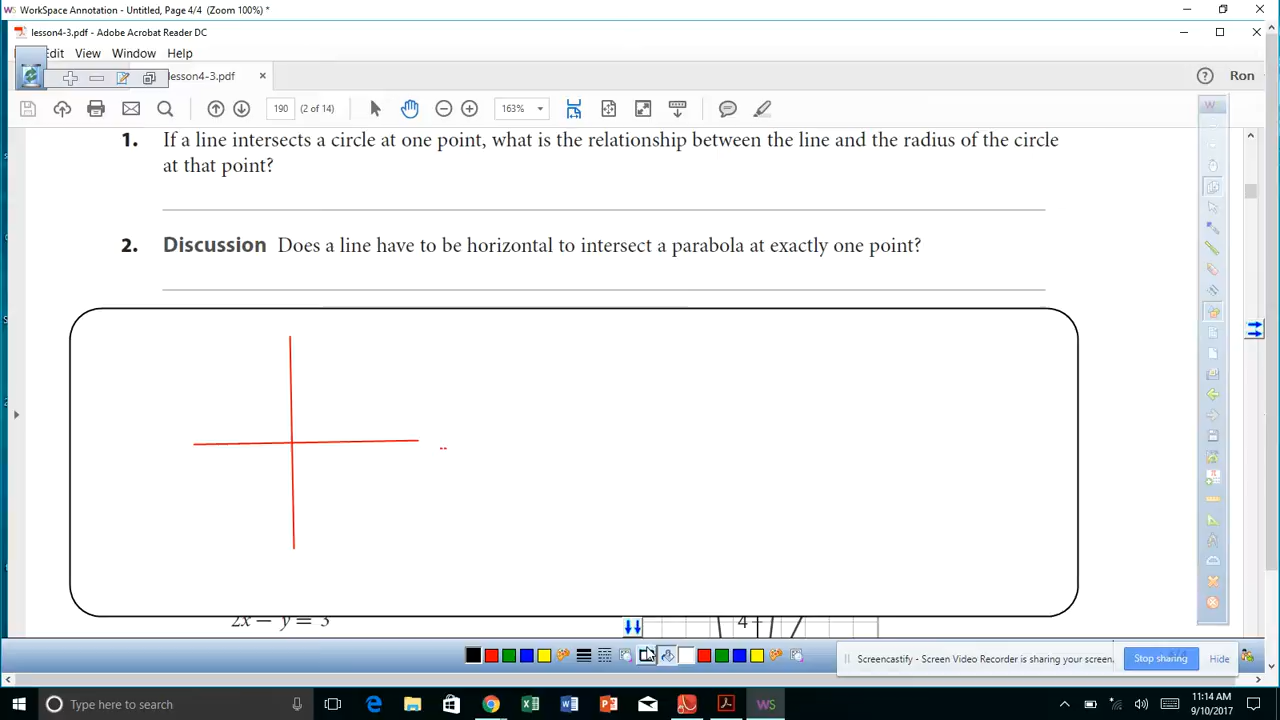 WS WorkSpace Annotation - Untitled, Page 4/4 (Zoom 100%) *
lesson4-3.pdf - Adobe Acrobat Reader DC
Edit View Window Help
lesson4-3.pdf ×
Ron
190 (2 of 14) 163%
1. If a line intersects a circle at one point, what is the relationship between the line and the radius of the circle
at that point?
2. Discussion Does a line have to be horizontal to intersect a parabola at exactly one point?
2x − y = 3
4
Screencastify - Screen Video Recorder is sharing your screen.
Stop sharing
Hide
Type here to search
11:14 AM
9/10/2017